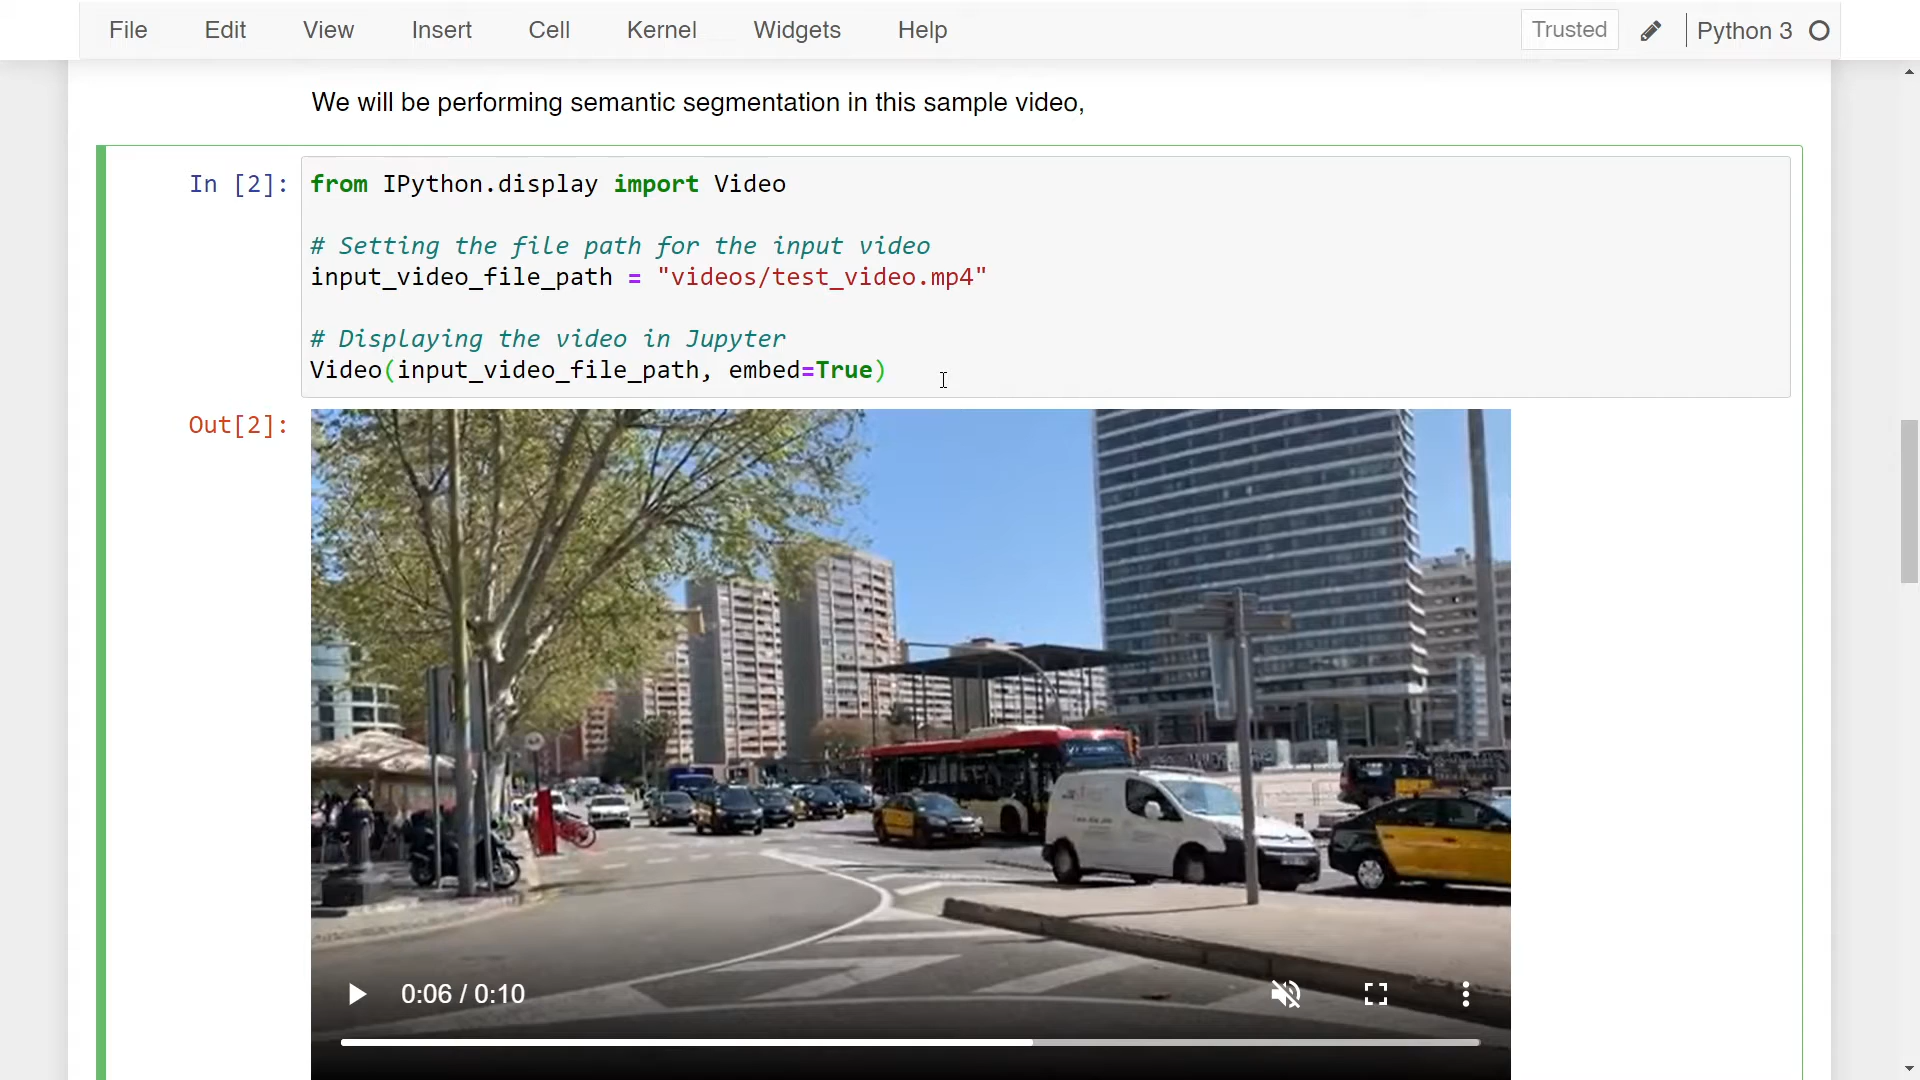 File Edit View Insert Cell Kernel Widgets Help Trusted Python 3
We will be performing semantic segmentation in this sample video,
In [2]: from IPython.display import Video
# Setting the file path for the input video
input_video_file_path = "videos/test_video.mp4"
# Displaying the video in Jupyter
Video(input_video_file_path, embed=True)
Out[2]:
0:06 / 0:10